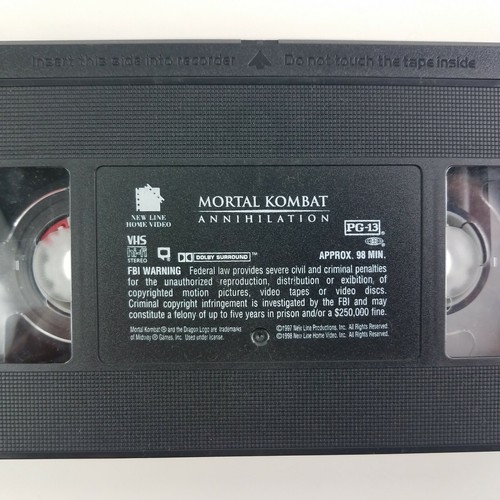 Insert this side into recorder Do not touch the tape inside
NEW LINE
HOME VIDEO
MORTAL KOMBAT
ANNIHILATION
PG-13
VHS
hi-fi
STEREO
DOLBY SURROUND™
APPROX. 98 MIN.
FBI WARNING Federal law provides severe civil and criminal penalties
for the unauthorized reproduction, distribution or exibition of
copyrighted motion pictures, video tapes or video discs.
Criminal copyright infringement is investigated by the FBI and may
constitute a felony of up to five years in prison and/or a $250,000 fine.
Mortal Kombat ® and the Dragon Logo are trademarks
of Midway ® Games, Inc. Used under license.
©1997 New Line Productions, Inc. All Rights Reserved.
©1998 New Line Home Video, Inc. All Rights Reserved.